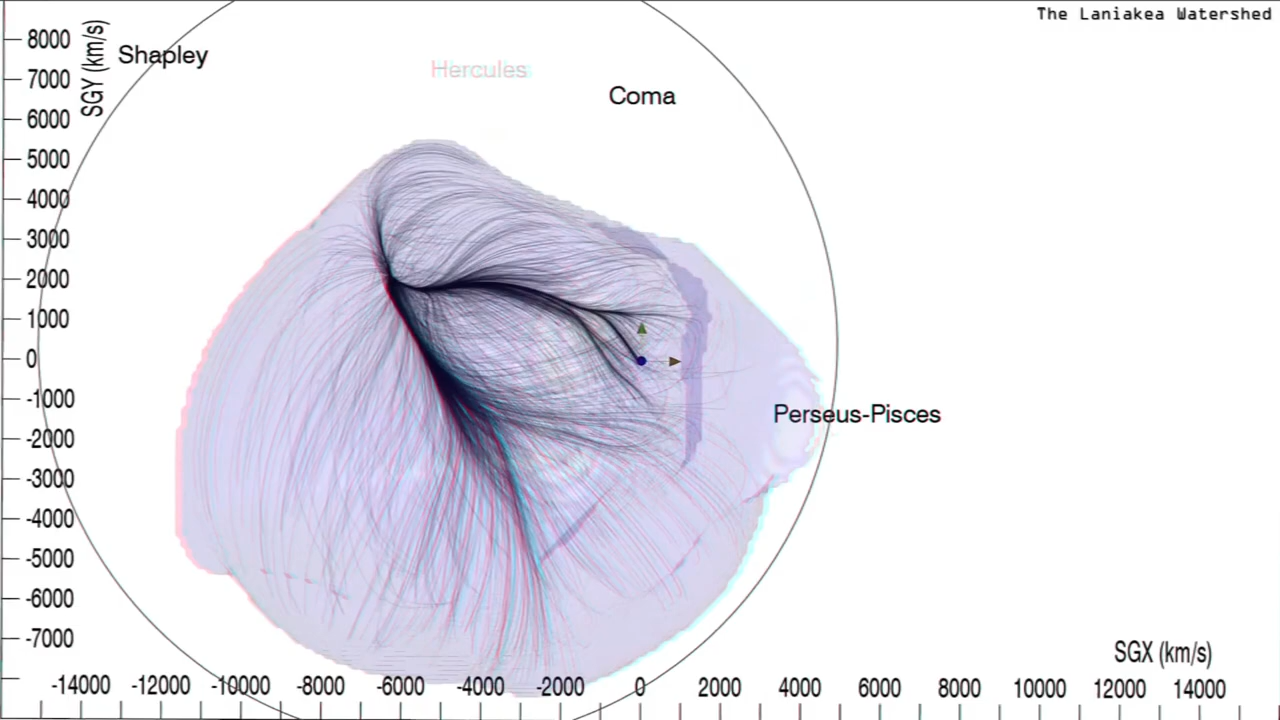 The Laniakea Watershed
8000
SGY (km/s)
Shapley
Hercules
7000
Coma
6000
5000
4000
3000
2000
1000
0
-1000
Perseus-Pisces
-2000
-3000
-4000
-5000
-6000
-7000
SGX (km/s)
-14000 -12000 -10000 -8000 -6000 -4000 -2000 0 2000 4000 6000 8000 10000 12000 14000